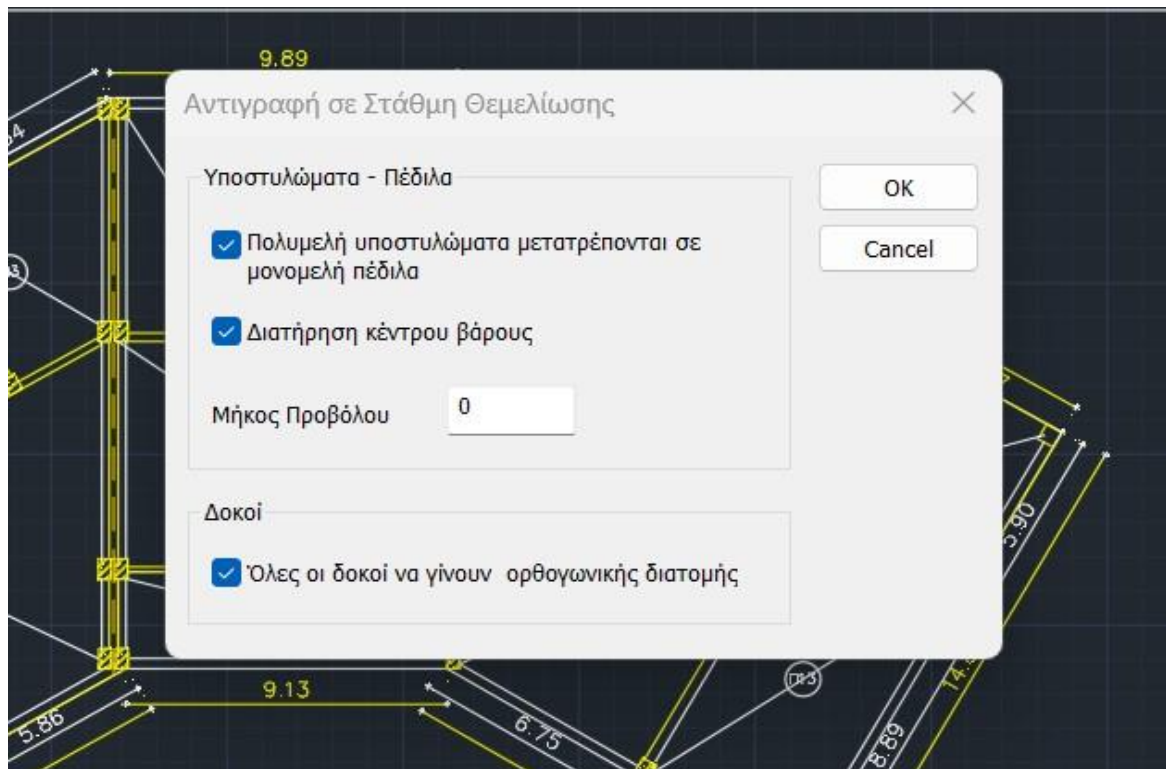 9.89
Αντιγραφή σε Στάθμη Θεμελίωσης
Υποστυλώματα - Πέδιλα
OK
Πολυμελή υποστυλώματα μετατρέπονται σε
μονομελή πέδιλα
Cancel
Διατήρηση κέντρου βάρους
Μήκος Προβόλου
0
Δοκοί
Όλες οι δοκοί να γίνουν ορθογωνικής διατομής
5.90
9.13
5.86
6.75
8.89